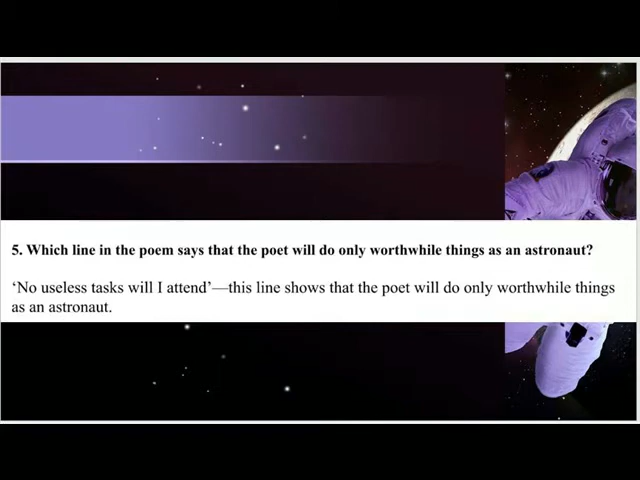 5. Which line in the poem says that the poet will do only worthwhile things as an astronaut?
‘No useless tasks will I attend’—this line shows that the poet will do only worthwhile things
as an astronaut.